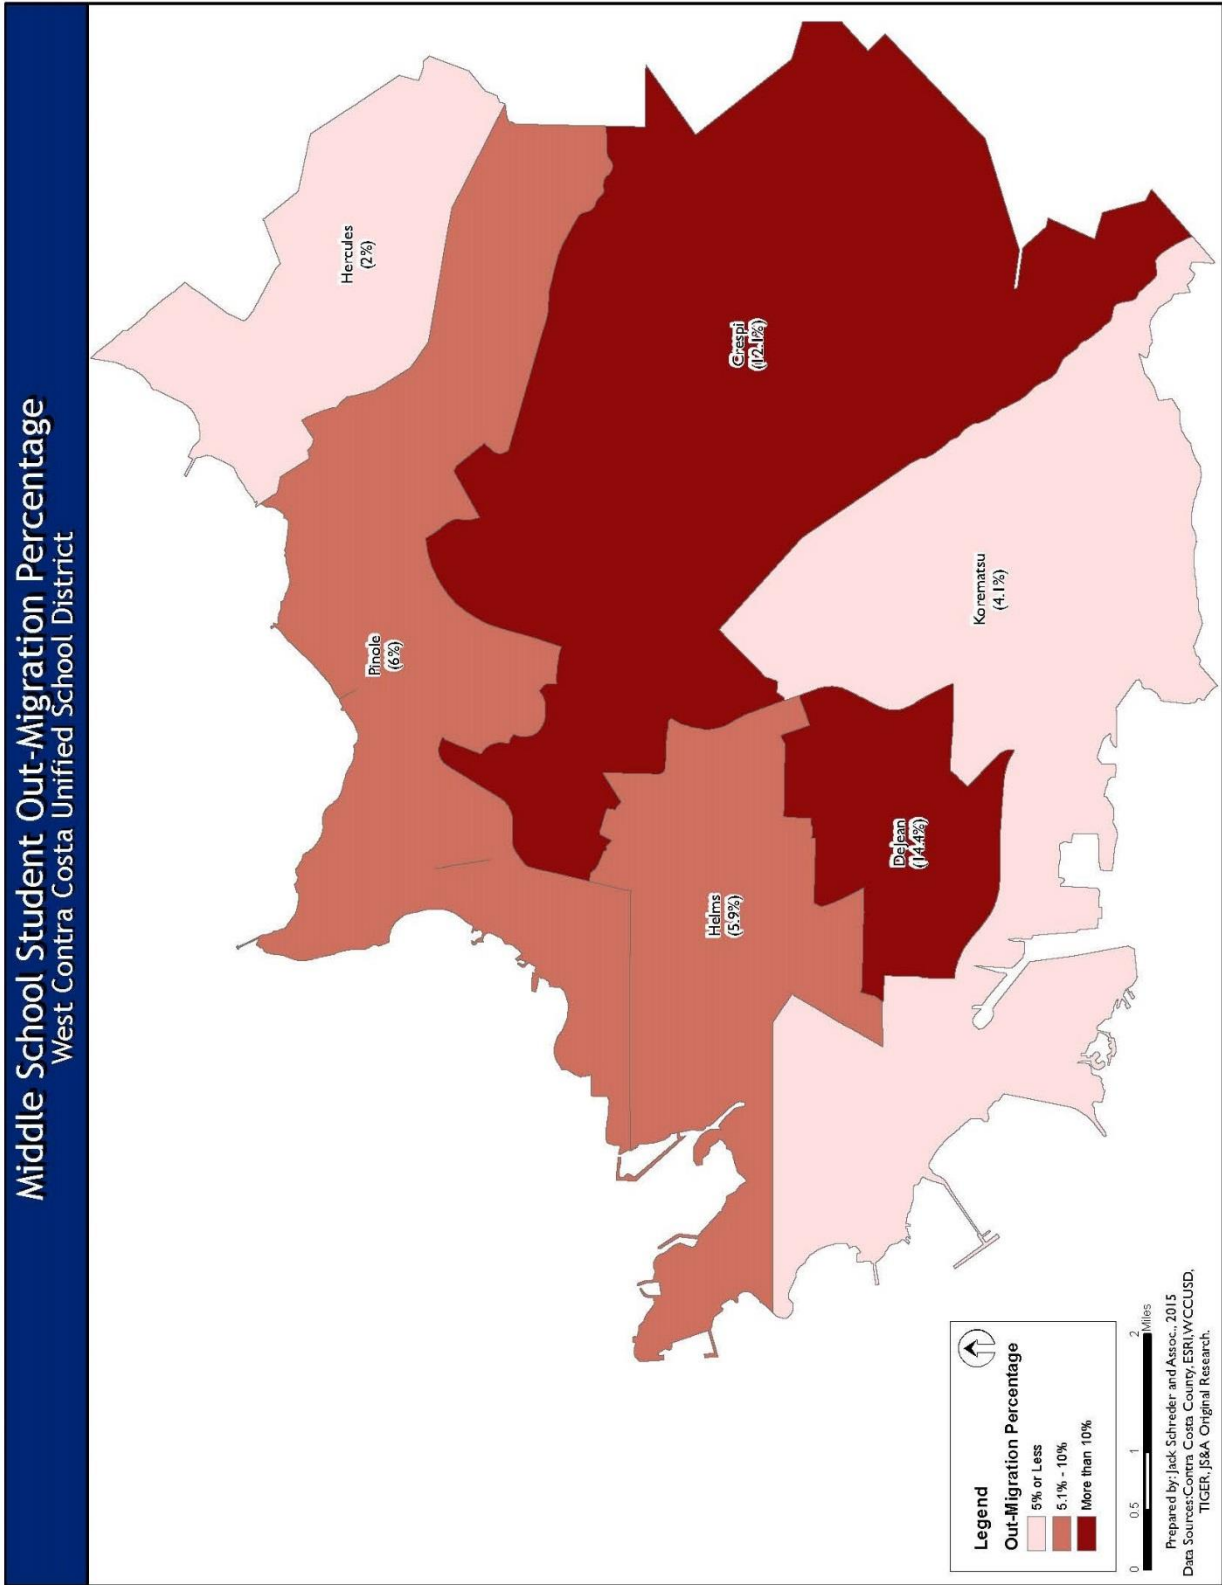 Middle School Student Out-Migration Percentage
West Contra Costa Unified School District
Hercules
(2%)
Pinole
(6%)
Crespi
(12.1%)
Helms
(5.9%)
DeJean
(14.4%)
Korematsu
(4.1%)
Legend
Out-Migration Percentage
5% or Less
5.1% - 10%
More than 10%
0 0.5 1 2
Miles
Prepared by: Jack Schreder and Assoc., 2015
Data Sources:Contra Costa County, ESRI,WCCUSD,
TIGER, JS&A Original Research.